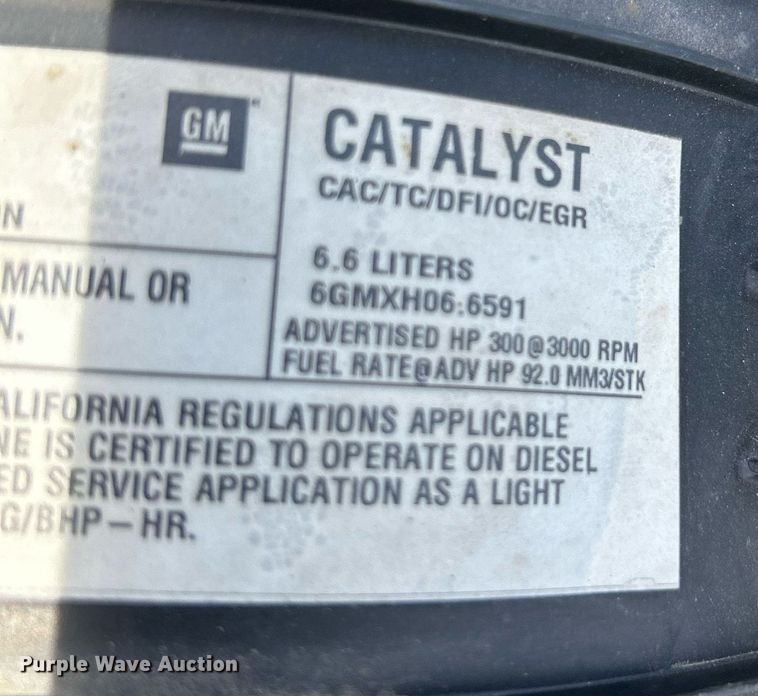 GM
CATALYST
CAC/TC/DFI/OC/EGR
N
6.6 LITERS
MANUAL OR
6GMXH06.6591
N.
ADVERTISED HP 300@3000 RPM
FUEL RATE@ADV HP 92.0 MM3/STK
ALIFORNIA REGULATIONS APPLICABLE
NE IS CERTIFIED TO OPERATE ON DIESEL
ED SERVICE APPLICATION AS A LIGHT
G/BHP-HR.
Purple Wave Auction